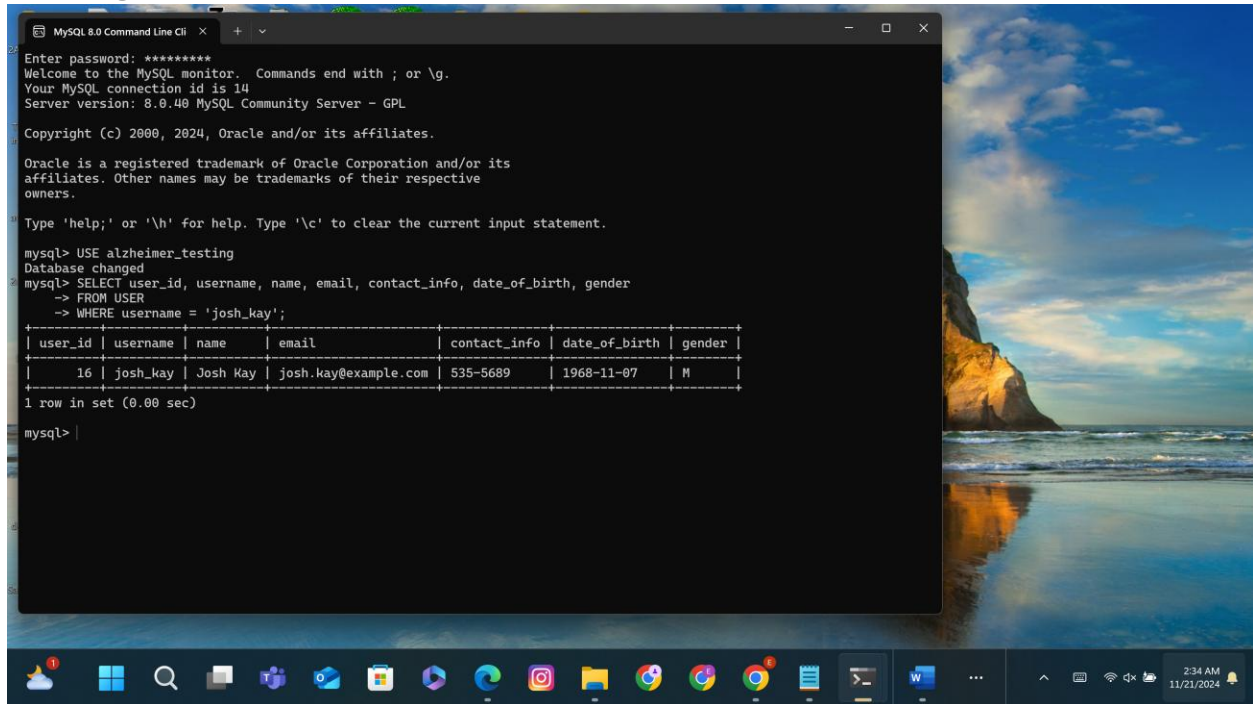 MySQL 8.0 Command Line Cli
Enter password: *********
Welcome to the MySQL monitor.  Commands end with ; or \g.
Your MySQL connection id is 14
Server version: 8.0.40 MySQL Community Server - GPL
Copyright (c) 2000, 2024, Oracle and/or its affiliates.
Oracle is a registered trademark of Oracle Corporation and/or its
affiliates. Other names may be trademarks of their respective
owners.
Type 'help;' or '\h' for help. Type '\c' to clear the current input statement.
mysql> USE alzheimer_testing
Database changed
mysql> SELECT user_id, username, name, email, contact_info, date_of_birth, gender
    -> FROM USER
    -> WHERE username = 'josh_kay';
+---------+----------+----------+----------------------+--------------+---------------+--------+
| user_id | username | name     | email                | contact_info | date_of_birth | gender |
+---------+----------+----------+----------------------+--------------+---------------+--------+
|      16 | josh_kay | Josh Kay | josh.kay@example.com | 535-5689     | 1968-11-07    | M      |
+---------+----------+----------+----------------------+--------------+---------------+--------+
1 row in set (0.00 sec)
mysql>
2:34 AM
11/21/2024